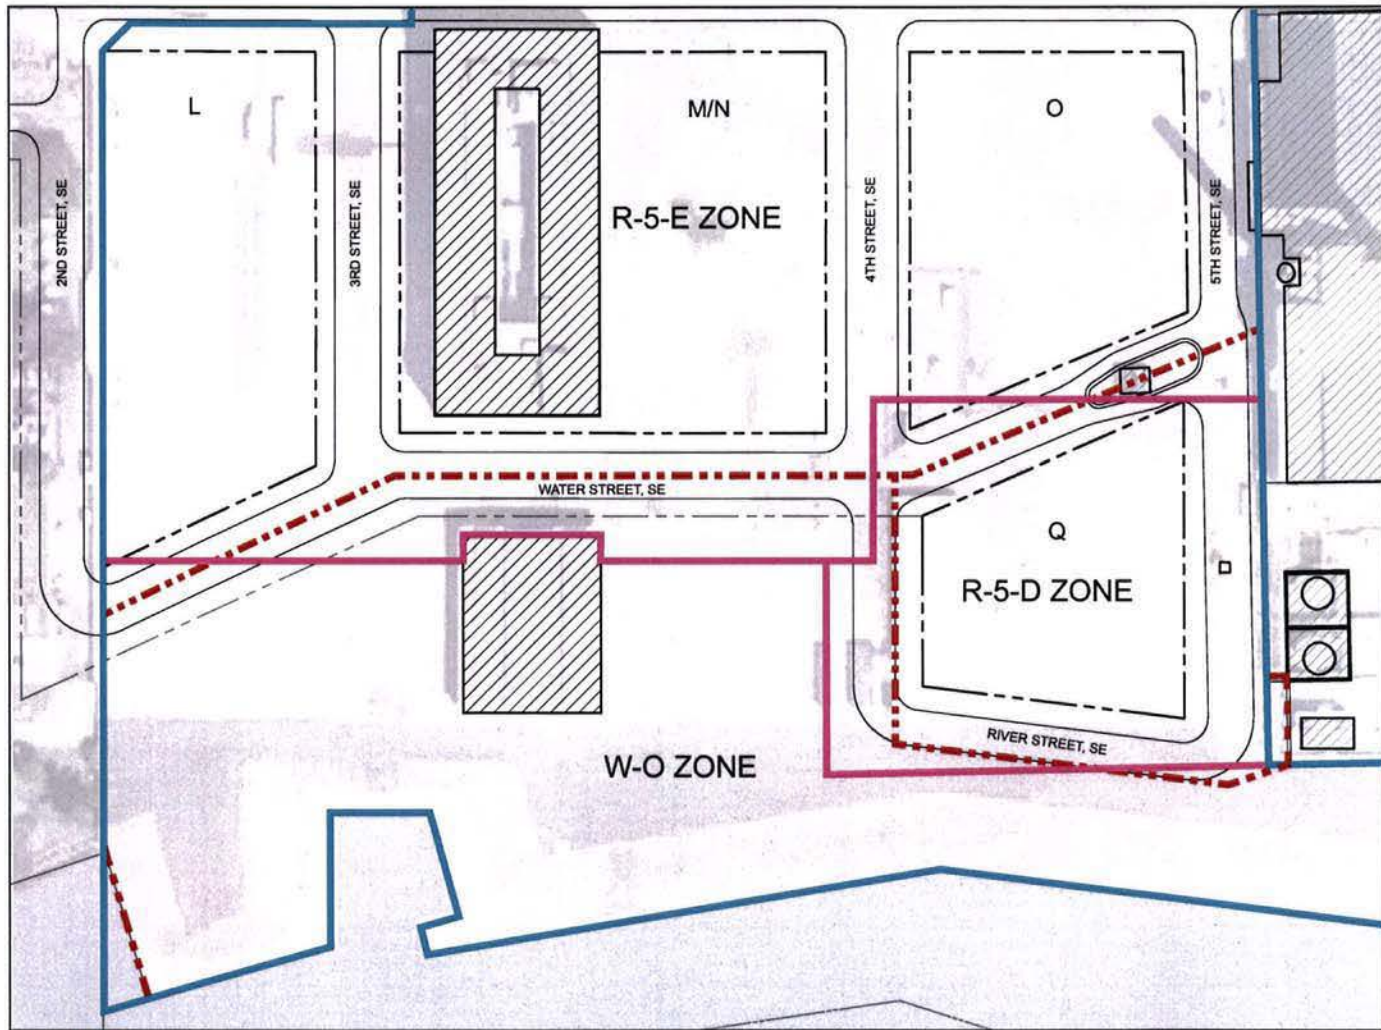 L
M/N
O
2ND STREET, SE
3RD STREET, SE
R-5-E ZONE
4TH STREET, SE
5TH STREET, SE
WATER STREET, SE
Q
R-5-D ZONE
RIVER STREET, SE
W-O ZONE